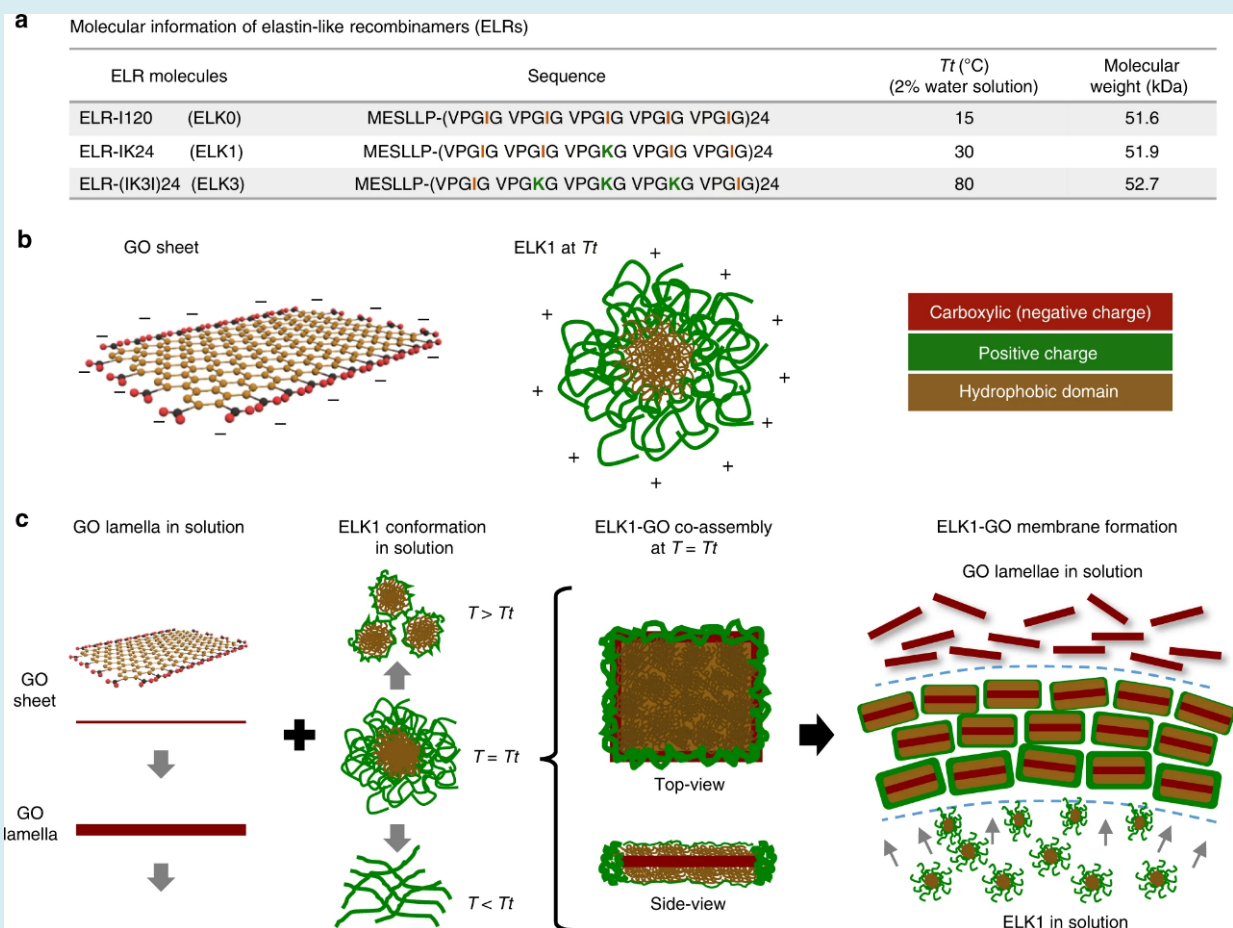 a
Molecular information of elastin-like recombinamers (ELRs)
ELR molecules Sequence Tt (°C) (2% water solution) Molecular weight (kDa)
ELR-I120 (ELK0) MESLLP-(VPGIG VPGIG VPGIG VPGIG VPGIG)24 15 51.6
ELR-IK24 (ELK1) MESLLP-(VPGIG VPGIG VPGKG VPGIG VPGIG)24 30 51.9
ELR-(IK3I)24 (ELK3) MESLLP-(VPGIG VPGKG VPGKG VPGKG VPGIG)24 80 52.7
b
GO sheet
ELK1 at Tt
Carboxylic (negative charge)
Positive charge
Hydrophobic domain
c
GO lamella in solution
GO
sheet
GO
lamella
ELK1 conformation
in solution
T > Tt
T = Tt
T < Tt
ELK1-GO co-assembly
at T = Tt
Top-view
Side-view
ELK1-GO membrane formation
GO lamellae in solution
ELK1 in solution